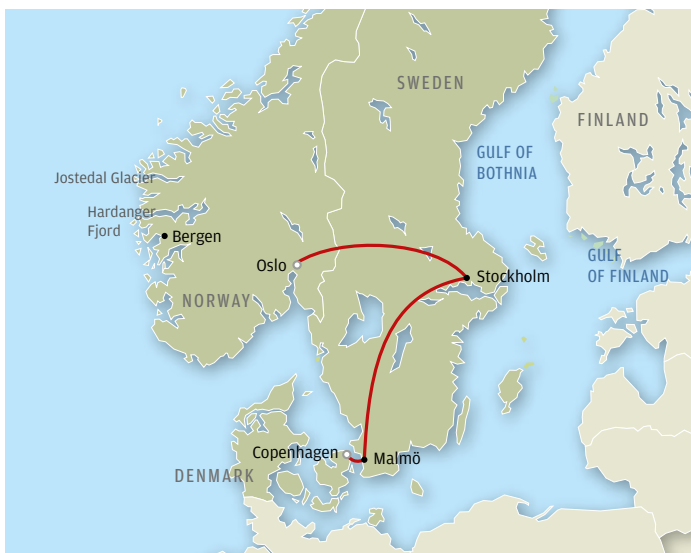 SWEDEN
FINLAND
GULF OF
BOTHNIA
Jostedal Glacier
Hardanger
Fjord
Bergen
Oslo
Stockholm
GULF
OF FINLAND
NORWAY
Copenhagen
Malmö
DENMARK